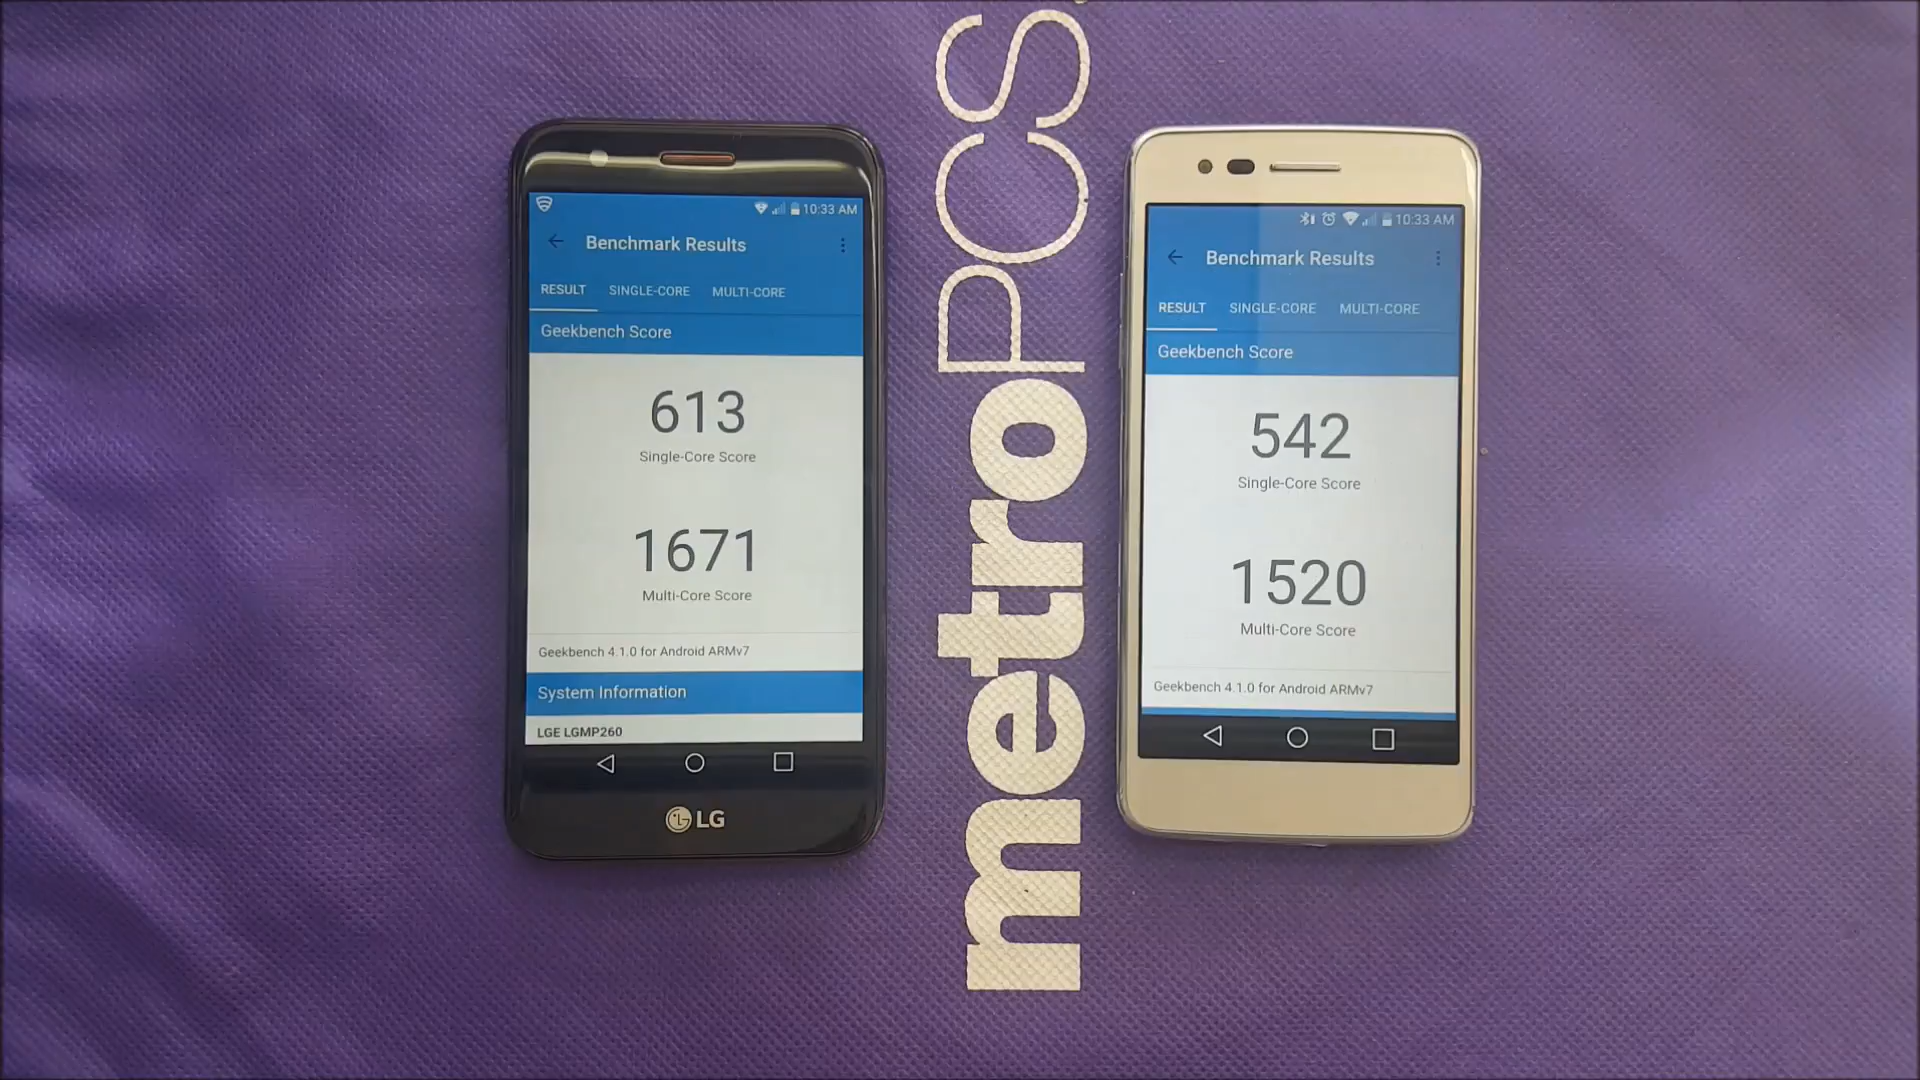 10:33 AM
Benchmark Results
RESULT SINGLE-CORE MULTI-CORE
Geekbench Score
613
Single-Core Score
1671
Multi-Core Score
Geekbench 4.1.0 for Android ARMv7
System Information
LGE LGMP260
LG
metroPCS.
10:33 AM
Benchmark Results
RESULT SINGLE-CORE MULTI-CORE
Geekbench Score
542
Single-Core Score
1520
Multi-Core Score
Geekbench 4.1.0 for Android ARMv7